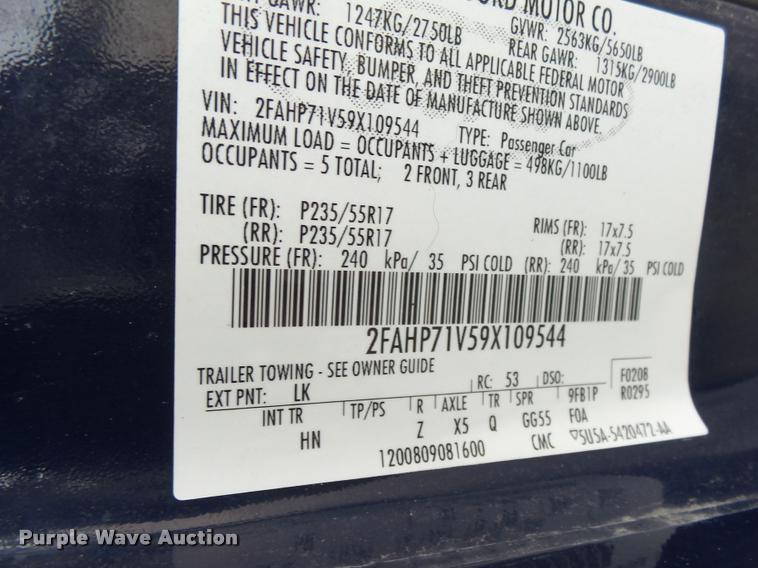 GAWR: 1247KG/2750LB
FORD MOTOR CO.
GVWR: 2563KG/5650LB
REAR GAWR: 1315KG/2900LB
THIS VEHICLE CONFORMS TO ALL APPLICABLE FEDERAL MOTOR
VEHICLE SAFETY, BUMPER, AND THEFT PREVENTION STANDARDS
IN EFFECT ON THE DATE OF MANUFACTURE SHOWN ABOVE.
VIN: 2FAHP71V59X109544 TYPE: Passenger Car
MAXIMUM LOAD = OCCUPANTS + LUGGAGE = 498KG/1100LB
OCCUPANTS = 5 TOTAL; 2 FRONT, 3 REAR
TIRE (FR): P235/55R17 RIMS (FR): 17x7.5
(RR): P235/55R17 (RR): 17x7.5
PRESSURE (FR): 240 kPa/ 35 PSI COLD (RR): 240 kPa/ 35 PSI COLD
2FAHP71V59X109544
TRAILER TOWING - SEE OWNER GUIDE
EXT PNT: LK RC: 53 DSO: F0208
R0295
INT TR TP/PS R AXLE TR SPR 9FB1P
HN Z X5 Q GG55 F0A
1200809081600 CMC 5U5A-5420472-AA
Purple Wave Auction